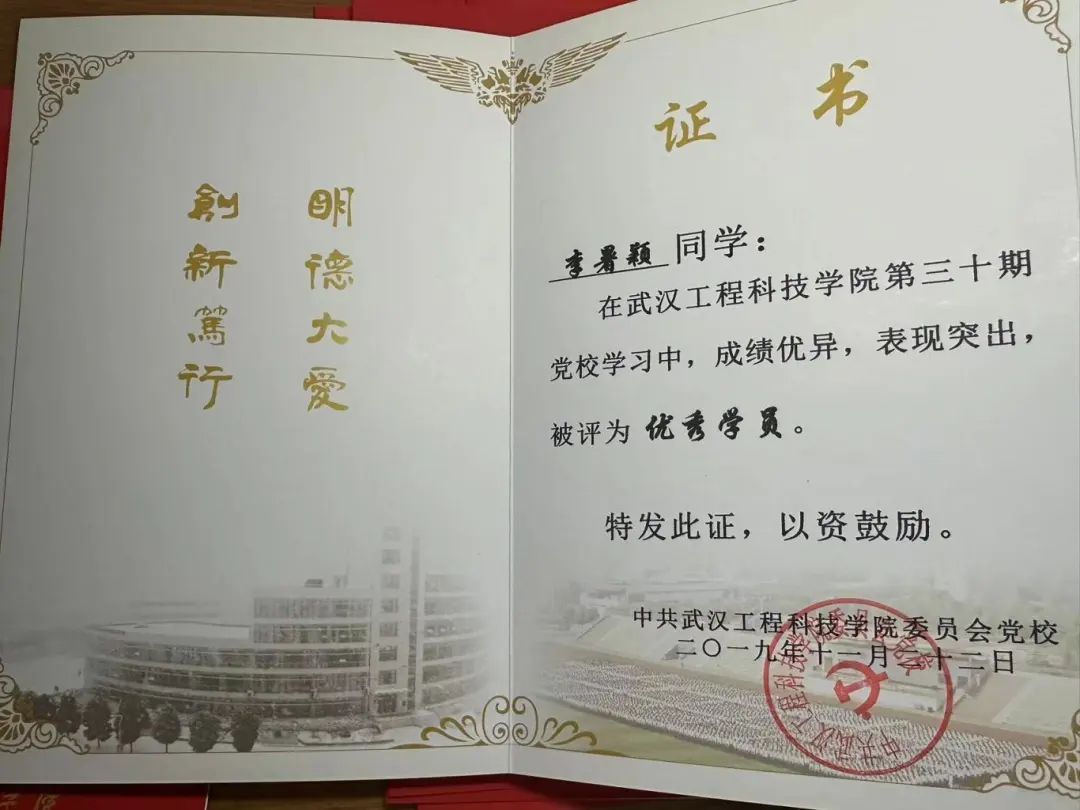 明德大愛
創新篤行
证书
李暑颖 同学：
在武汉工程科技学院第三十期
党校学习中，成绩优异，表现突出，
被评为 优秀学员。
特发此证，以资鼓励。
中共武汉工程科技学院委员会党校
二〇一九年十一月二十二日